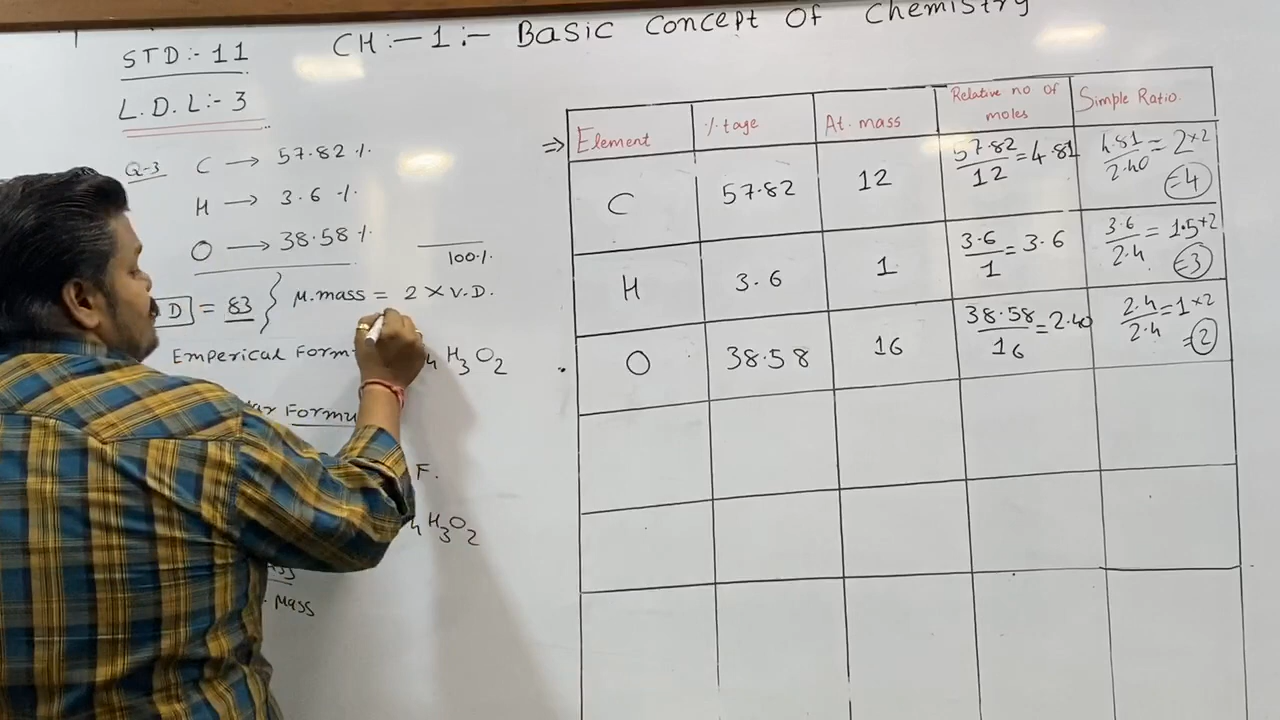 CH:-1:- Basic Concept Of Chemistry
STD:- 11
L.D.L:- 3
Q-3 C → 57.82 %
H → 3.6 %
O → 38.58 %
100%
D = 83 } M.mass = 2 × V.D.
Emperical Form
4 H3O2
Formu
F.
4 H3O2
Mass
Element %tage At. mass Relative no of moles Simple Ratio.
C 57.82 12 57.82/12 = 4.81 4.81/2.40 = 2×2 =4
H 3.6 1 3.6/1 = 3.6 3.6/2.4 = 1.5×2 =3
O 38.58 16 38.58/16 = 2.40 2.4/2.4 = 1×2 =2